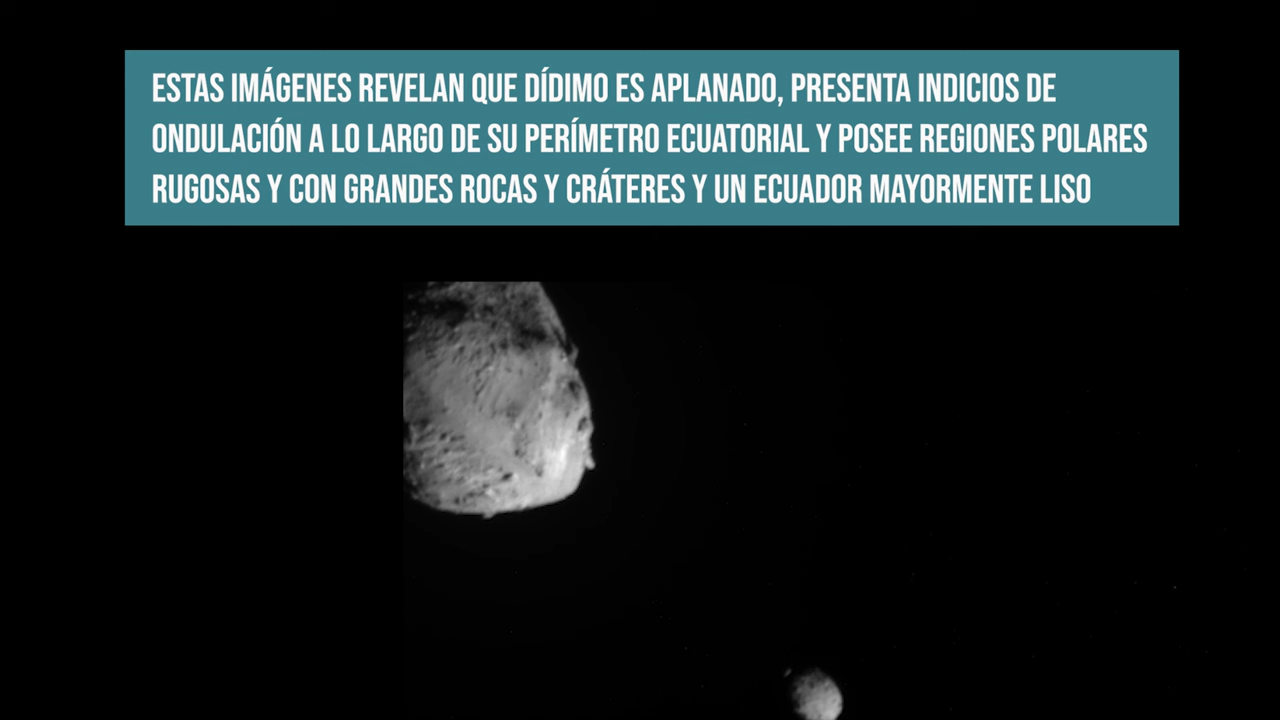 ESTAS IMÁGENES REVELAN QUE DÍDIMO ES APLANADO, PRESENTA INDICIOS DE
ONDULACIÓN A LO LARGO DE SU PERÍMETRO ECUATORIAL Y POSEE REGIONES POLARES
RUGOSAS Y CON GRANDES ROCAS Y CRÁTERES Y UN ECUADOR MAYORMENTE LISO